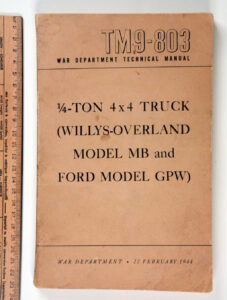 TM9-803
WAR DEPARTMENT TECHNICAL MANUAL
¼-TON 4x4 TRUCK
(WILLYS-OVERLAND
MODEL MB and
FORD MODEL GPW)
WAR DEPARTMENT • 22 FEBRUARY 1944